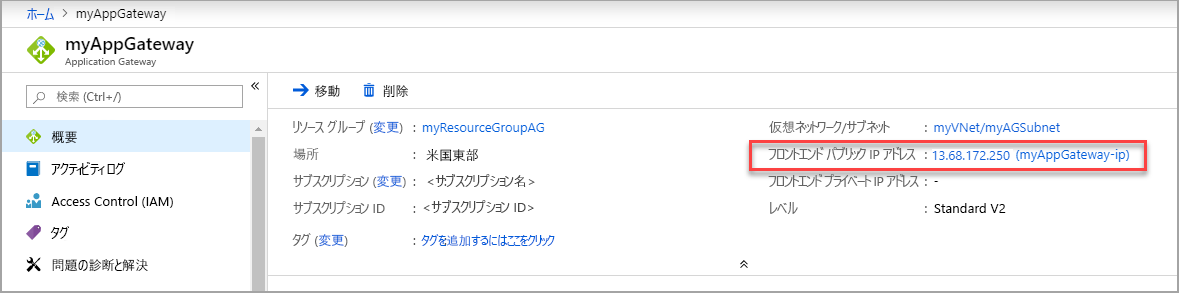 ホーム > myAppGateway
myAppGateway
Application Gateway
検索 (Ctrl+/)
概要
アクティビティ ログ
Access Control (IAM)
タグ
問題の診断と解決
移動 削除
リソース グループ (変更) : myResourceGroupAG
場所 : 米国東部
サブスクリプション (変更) : <サブスクリプション名>
サブスクリプション ID : <サブスクリプション ID>
タグ (変更) : タグを追加するにはここをクリック
仮想ネットワーク/サブネット : myVNet/myAGSubnet
フロントエンド パブリック IP アドレス : 13.68.172.250 (myAppGateway-ip)
フロントエンド プライベート IP アドレス : -
レベル : Standard V2